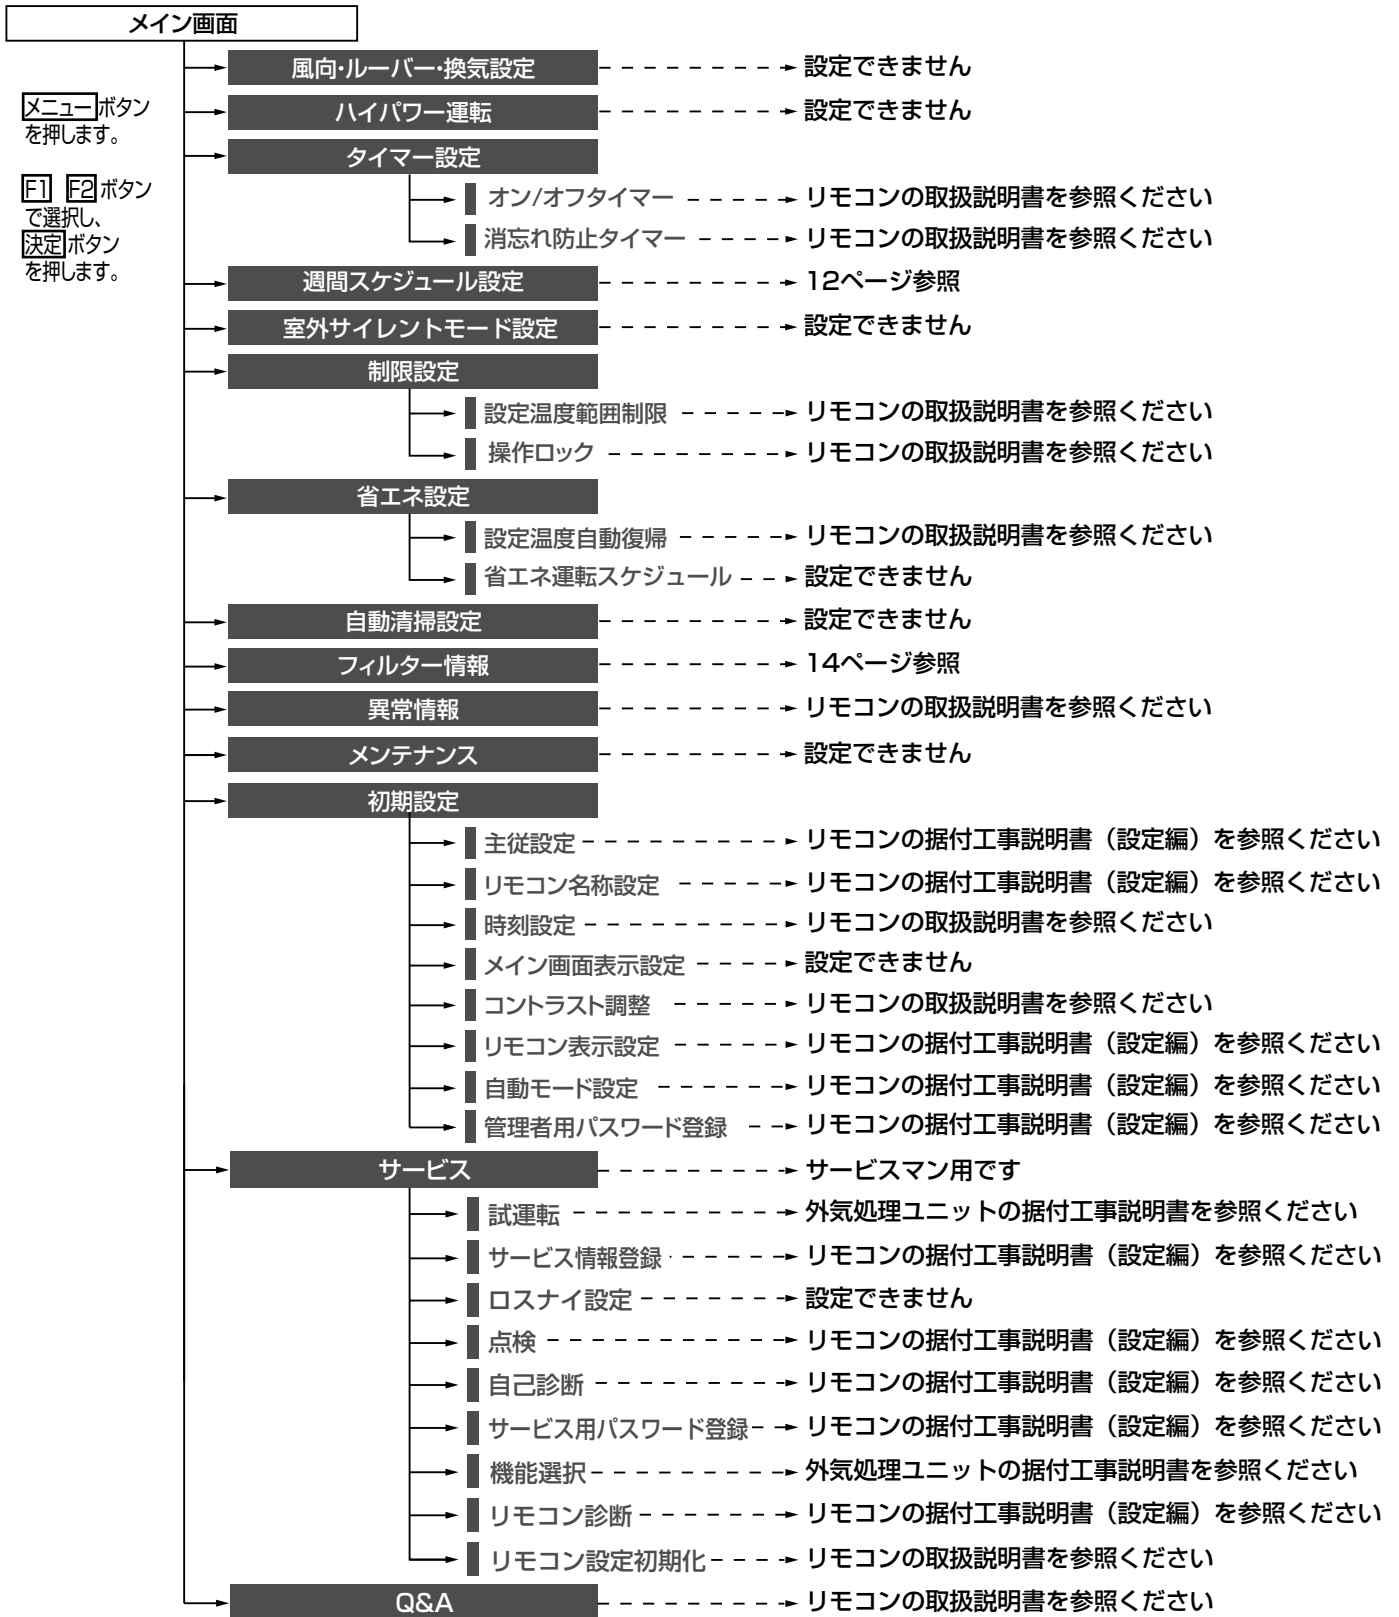 メイン画面
メニューボタン
を押します。
F1 F2ボタン
で選択し、
決定ボタン
を押します。
風向・ルーバー・換気設定 設定できません
ハイパワー運転 設定できません
タイマー設定
オン/オフタイマー リモコンの取扱説明書を参照ください
消忘れ防止タイマー リモコンの取扱説明書を参照ください
週間スケジュール設定 12ページ参照
室外サイレントモード設定 設定できません
制限設定
設定温度範囲制限 リモコンの取扱説明書を参照ください
操作ロック リモコンの取扱説明書を参照ください
省エネ設定
設定温度自動復帰 リモコンの取扱説明書を参照ください
省エネ運転スケジュール 設定できません
自動清掃設定 設定できません
フィルター情報 14ページ参照
異常情報 リモコンの取扱説明書を参照ください
メンテナンス 設定できません
初期設定
主従設定 リモコンの据付工事説明書（設定編）を参照ください
リモコン名称設定 リモコンの据付工事説明書（設定編）を参照ください
時刻設定 リモコンの取扱説明書を参照ください
メイン画面表示設定 設定できません
コントラスト調整 リモコンの取扱説明書を参照ください
リモコン表示設定 リモコンの据付工事説明書（設定編）を参照ください
自動モード設定 リモコンの据付工事説明書（設定編）を参照ください
管理者用パスワード登録 リモコンの据付工事説明書（設定編）を参照ください
サービス サービスマン用です
試運転 外気処理ユニットの据付工事説明書を参照ください
サービス情報登録 リモコンの据付工事説明書（設定編）を参照ください
ロスナイ設定 設定できません
点検 リモコンの据付工事説明書（設定編）を参照ください
自己診断 リモコンの据付工事説明書（設定編）を参照ください
サービス用パスワード登録 リモコンの据付工事説明書（設定編）を参照ください
機能選択 外気処理ユニットの据付工事説明書を参照ください
リモコン診断 リモコンの据付工事説明書（設定編）を参照ください
リモコン設定初期化 リモコンの取扱説明書を参照ください
Q&A リモコンの取扱説明書を参照ください